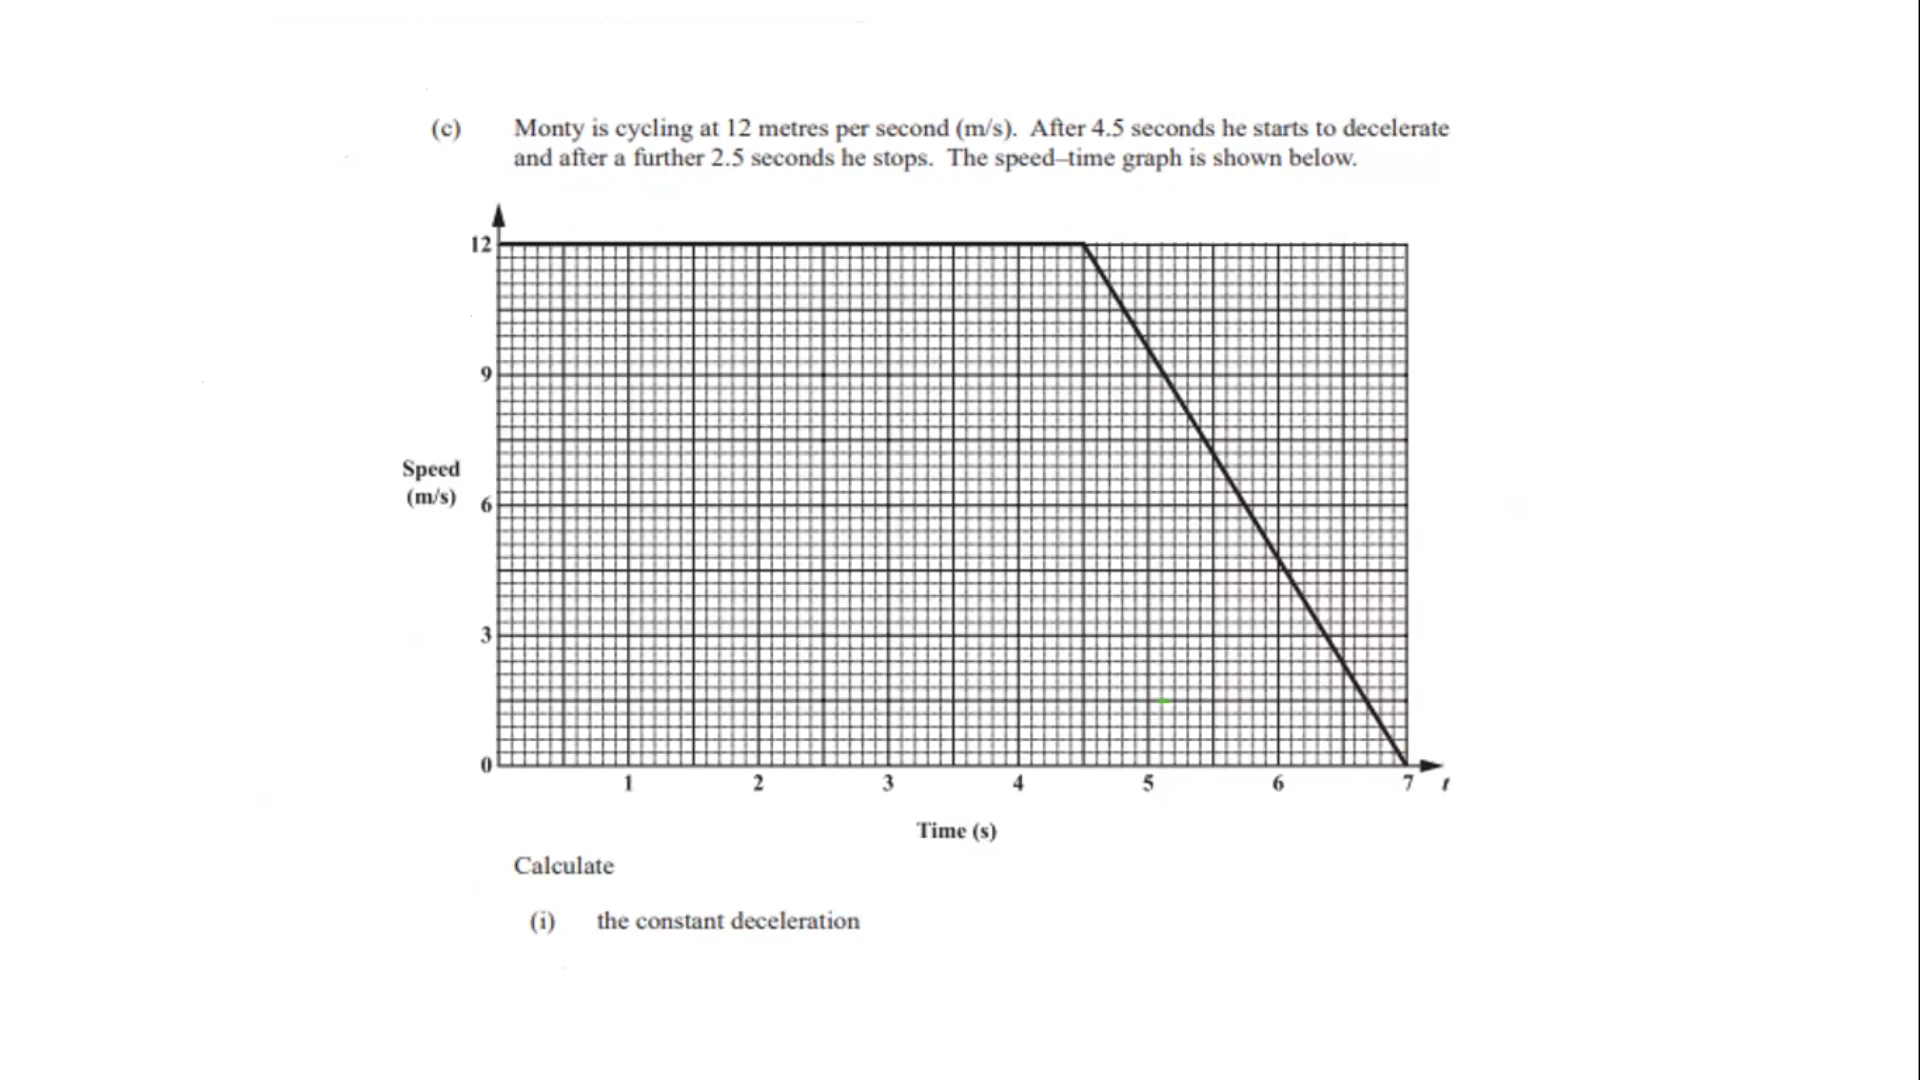 (c) Monty is cycling at 12 metres per second (m/s). After 4.5 seconds he starts to decelerate
and after a further 2.5 seconds he stops. The speed–time graph is shown below.
12
9
Speed
(m/s)
6
3
0
1 2 3 4 5 6 7 t
Time (s)
Calculate
(i) the constant deceleration